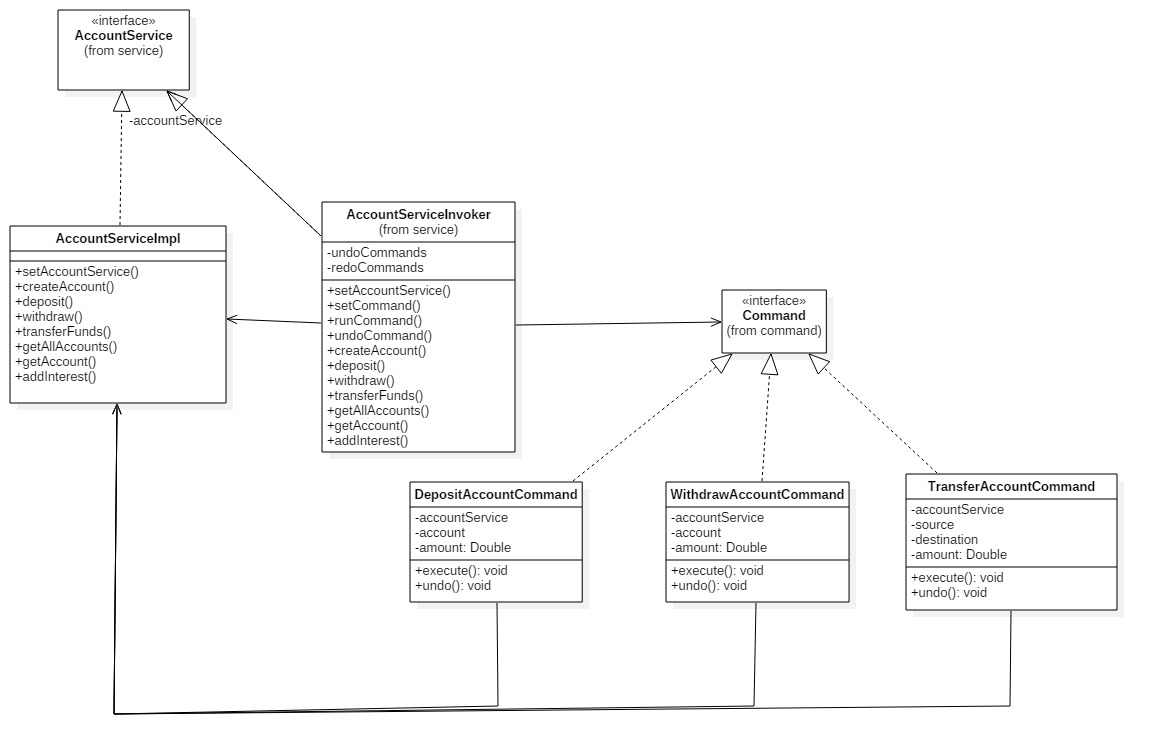 «interface»
AccountService
(from service)
-accountService
AccountServiceImpl
+setAccountService()
+createAccount()
+deposit()
+withdraw()
+transferFunds()
+getAllAccounts()
+getAccount()
+addInterest()
AccountServiceInvoker
(from service)
-undoCommands
-redoCommands
+setAccountService()
+setCommand()
+runCommand()
+undoCommand()
+createAccount()
+deposit()
+withdraw()
+transferFunds()
+getAllAccounts()
+getAccount()
+addInterest()
«interface»
Command
(from command)
DepositAccountCommand
-accountService
-account
-amount: Double
+execute(): void
+undo(): void
WithdrawAccountCommand
-accountService
-account
-amount: Double
+execute(): void
+undo(): void
TransferAccountCommand
-accountService
-source
-destination
-amount: Double
+execute(): void
+undo(): void